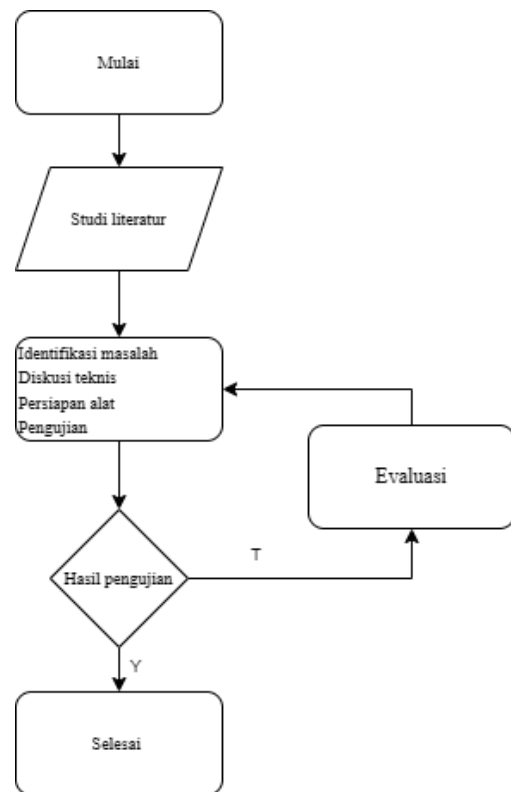 Mulai
Studi literatur
Identifikasi masalah
Diskusi teknis
Persiapan alat
Pengujian
Evaluasi
Hasil pengujian
T
Y
Selesai